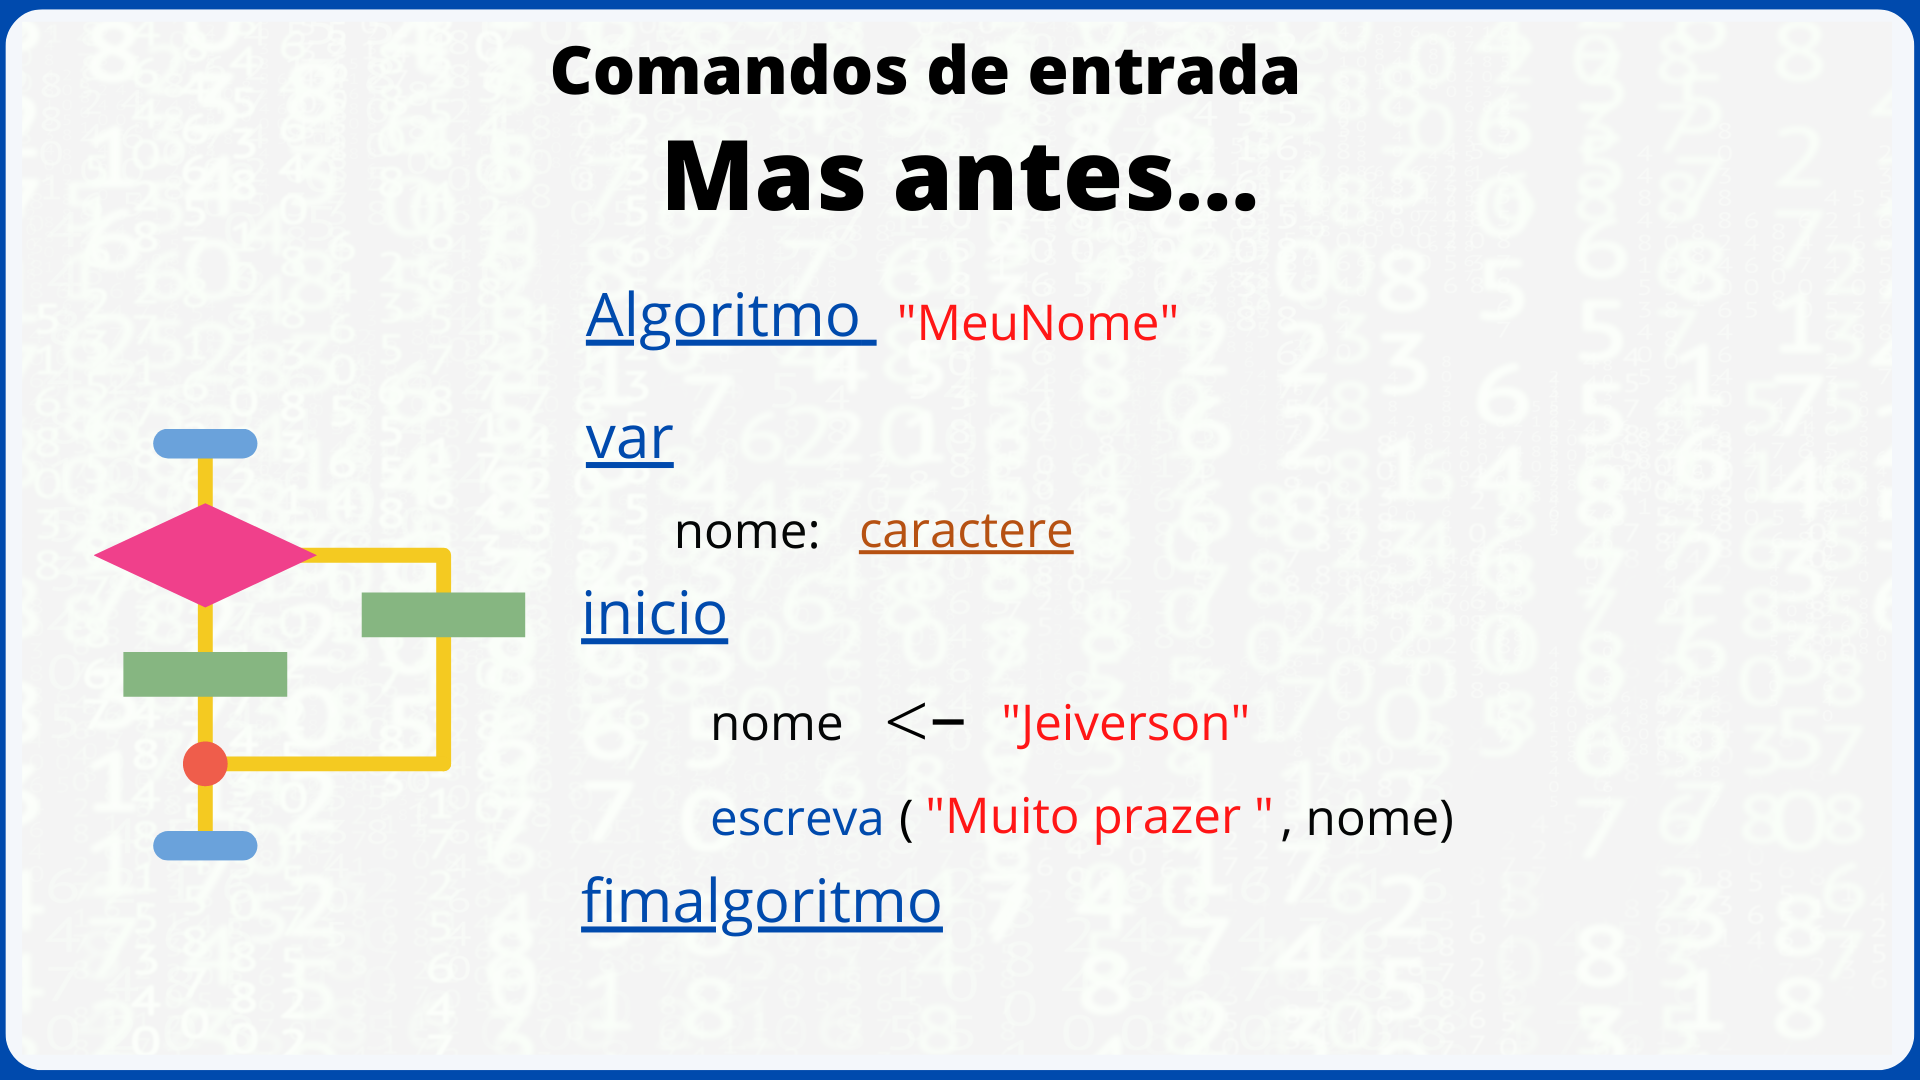 Comandos de entrada
Mas antes...
Algoritmo "MeuNome"
var
nome: caractere
inicio
nome <- "Jeiverson"
escreva ( "Muito prazer " , nome)
fimalgoritmo